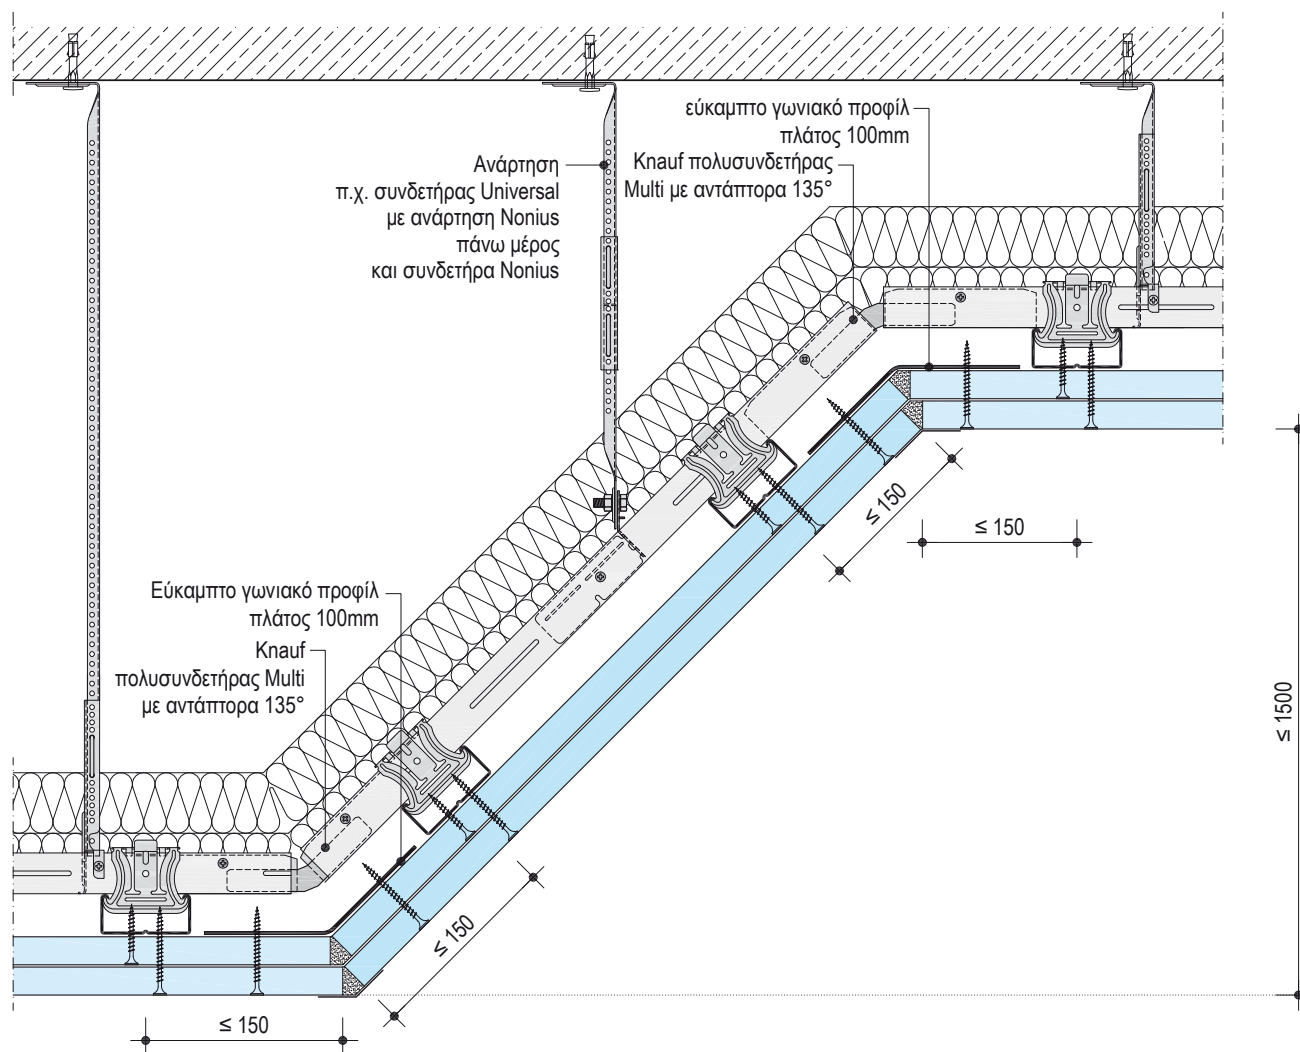 εύκαμπτο γωνιακό προφίλ
πλάτος 100mm
Knauf πολυσυνδετήρας
Multi με αντάπτορα 135°
Ανάρτηση
π.χ. συνδετήρας Universal
με ανάρτηση Nonius
πάνω μέρος
και συνδετήρα Nonius
≤ 150
≤ 150
Εύκαμπτο γωνιακό προφίλ
πλάτος 100mm
Knauf
πολυσυνδετήρας Multi
με αντάπτορα 135°
≤ 1500
≤ 150
≤ 150